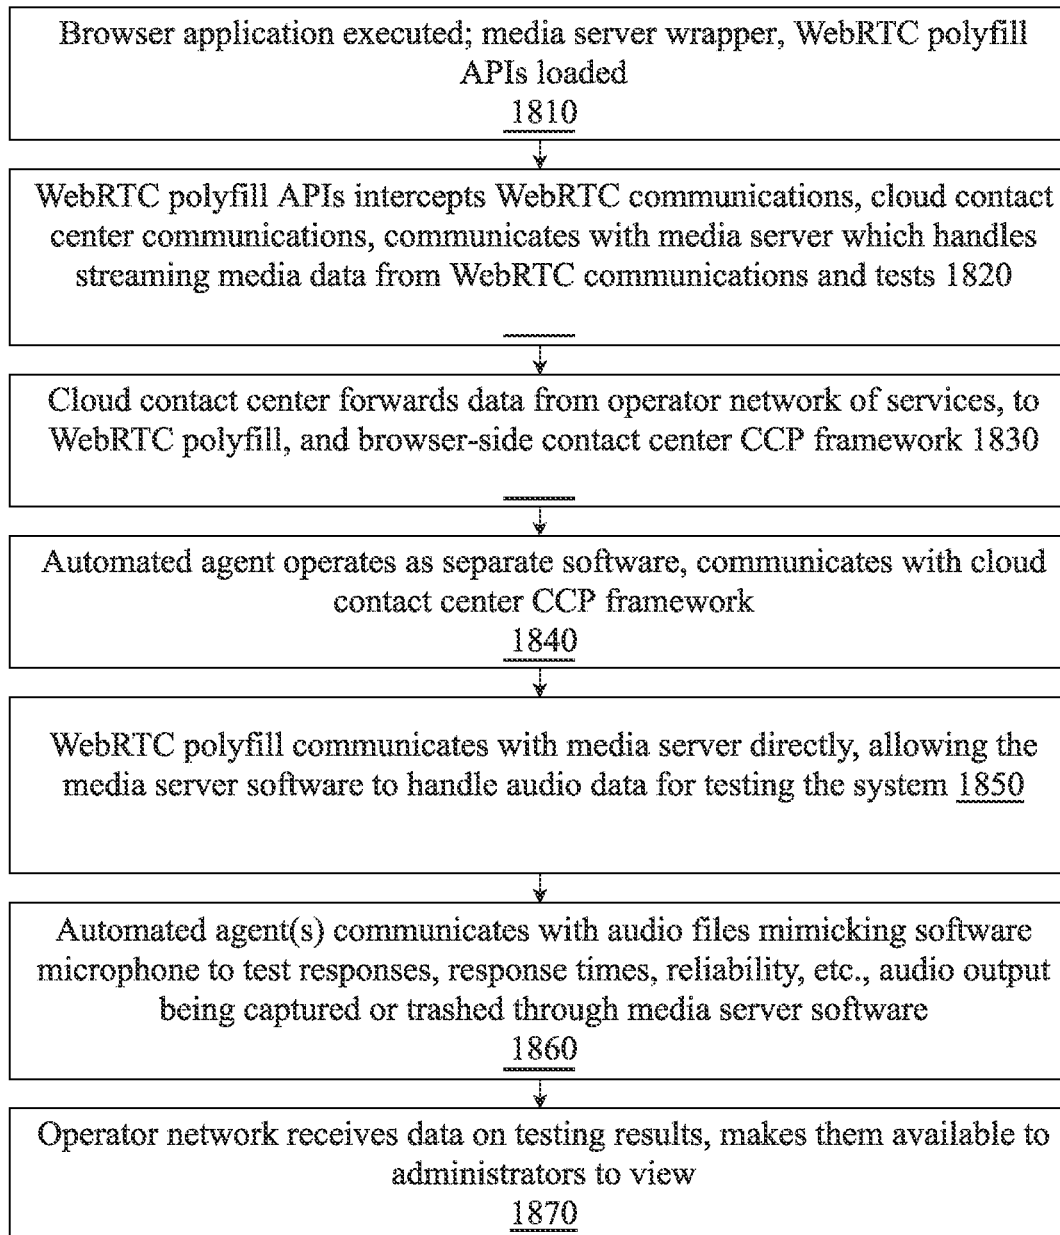 Browser application executed; media server wrapper, WebRTC polyfill
APIs loaded
1810
WebRTC polyfill APIs intercepts WebRTC communications, cloud contact
center communications, communicates with media server which handles
streaming media data from WebRTC communications and tests 1820
Cloud contact center forwards data from operator network of services, to
WebRTC polyfill, and browser-side contact center CCP framework 1830
Automated agent operates as separate software, communicates with cloud
contact center CCP framework
1840
WebRTC polyfill communicates with media server directly, allowing the
media server software to handle audio data for testing the system 1850
Automated agent(s) communicates with audio files mimicking software
microphone to test responses, response times, reliability, etc., audio output
being captured or trashed through media server software
1860
Operator network receives data on testing results, makes them available to
administrators to view
1870